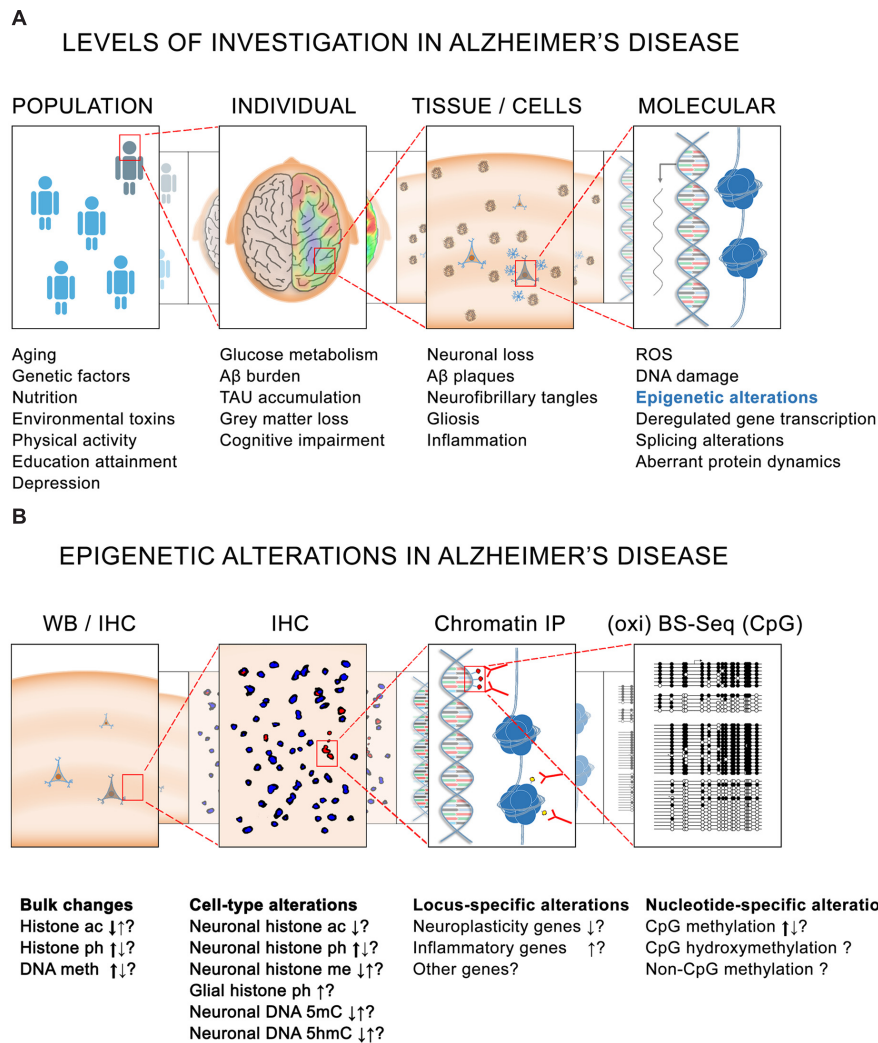 A
LEVELS OF INVESTIGATION IN ALZHEIMER’S DISEASE
POPULATION
INDIVIDUAL
TISSUE / CELLS
MOLECULAR
Aging
Genetic factors
Nutrition
Environmental toxins
Physical activity
Education attainment
Depression
Glucose metabolism
Aβ burden
TAU accumulation
Grey matter loss
Cognitive impairment
Neuronal loss
Aβ plaques
Neurofibrillary tangles
Gliosis
Inflammation
ROS
DNA damage
Epigenetic alterations
Deregulated gene transcription
Splicing alterations
Aberrant protein dynamics
B
EPIGENETIC ALTERATIONS IN ALZHEIMER’S DISEASE
WB / IHC
IHC
Chromatin IP
(oxi) BS-Seq (CpG)
Bulk changes
Histone ac ↓↑?
Histone ph ↑↓?
DNA meth ↑↓?
Cell-type alterations
Neuronal histone ac ↓?
Neuronal histone ph ↑↓?
Neuronal histone me ↓↑?
Glial histone ph ↑?
Neuronal DNA 5mC ↓↑?
Neuronal DNA 5hmC ↓↑?
Locus-specific alterations
Neuroplasticity genes ↓?
Inflammatory genes ↑?
Other genes?
Nucleotide-specific alteratio
CpG methylation ↑↓?
CpG hydroxymethylation ?
Non-CpG methylation ?